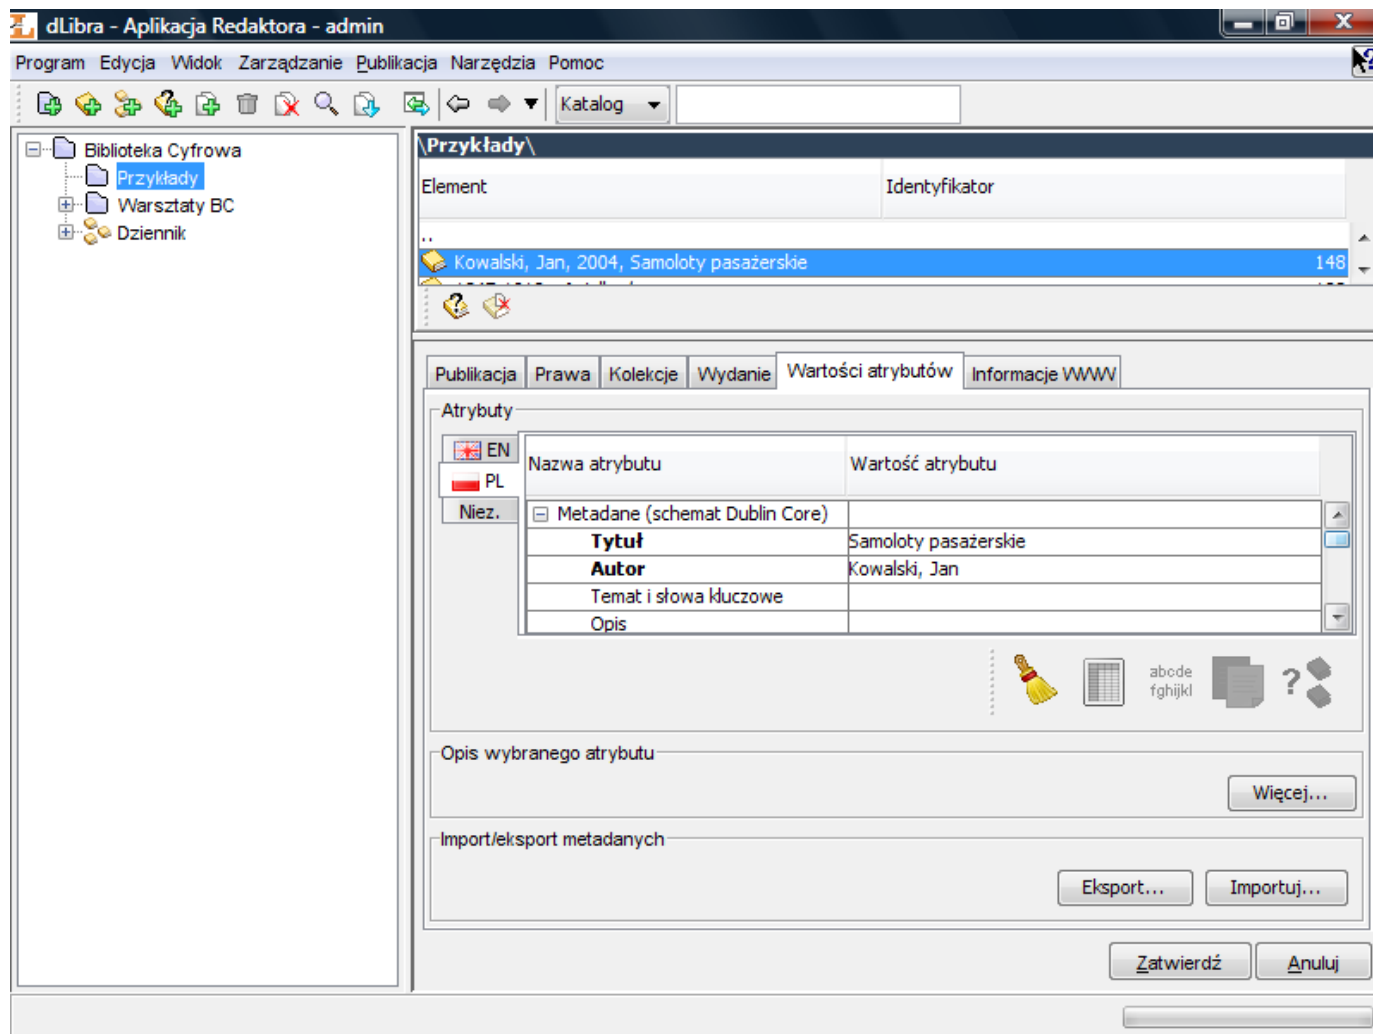 dLibra - Aplikacja Redaktora - admin
Program Edycja Widok Zarządzanie Publikacja Narzędzia Pomoc
Katalog
Biblioteka Cyfrowa
Przykłady
Warsztaty BC
Dziennik
\Przykłady\
Element Identyfikator
..
Kowalski, Jan, 2004, Samoloty pasażerskie 148
Publikacja Prawa Kolekcje Wydanie Wartości atrybutów Informacje WWW
Atrybuty
EN
PL
Niez.
Nazwa atrybutu Wartość atrybutu
Metadane (schemat Dublin Core)
Tytuł Samoloty pasażerskie
Autor Kowalski, Jan
Temat i słowa kluczowe
Opis
abcde
fghijkl
?
Opis wybranego atrybutu
Więcej...
Import/eksport metadanych
Eksport... Importuj...
Zatwierdź Anuluj